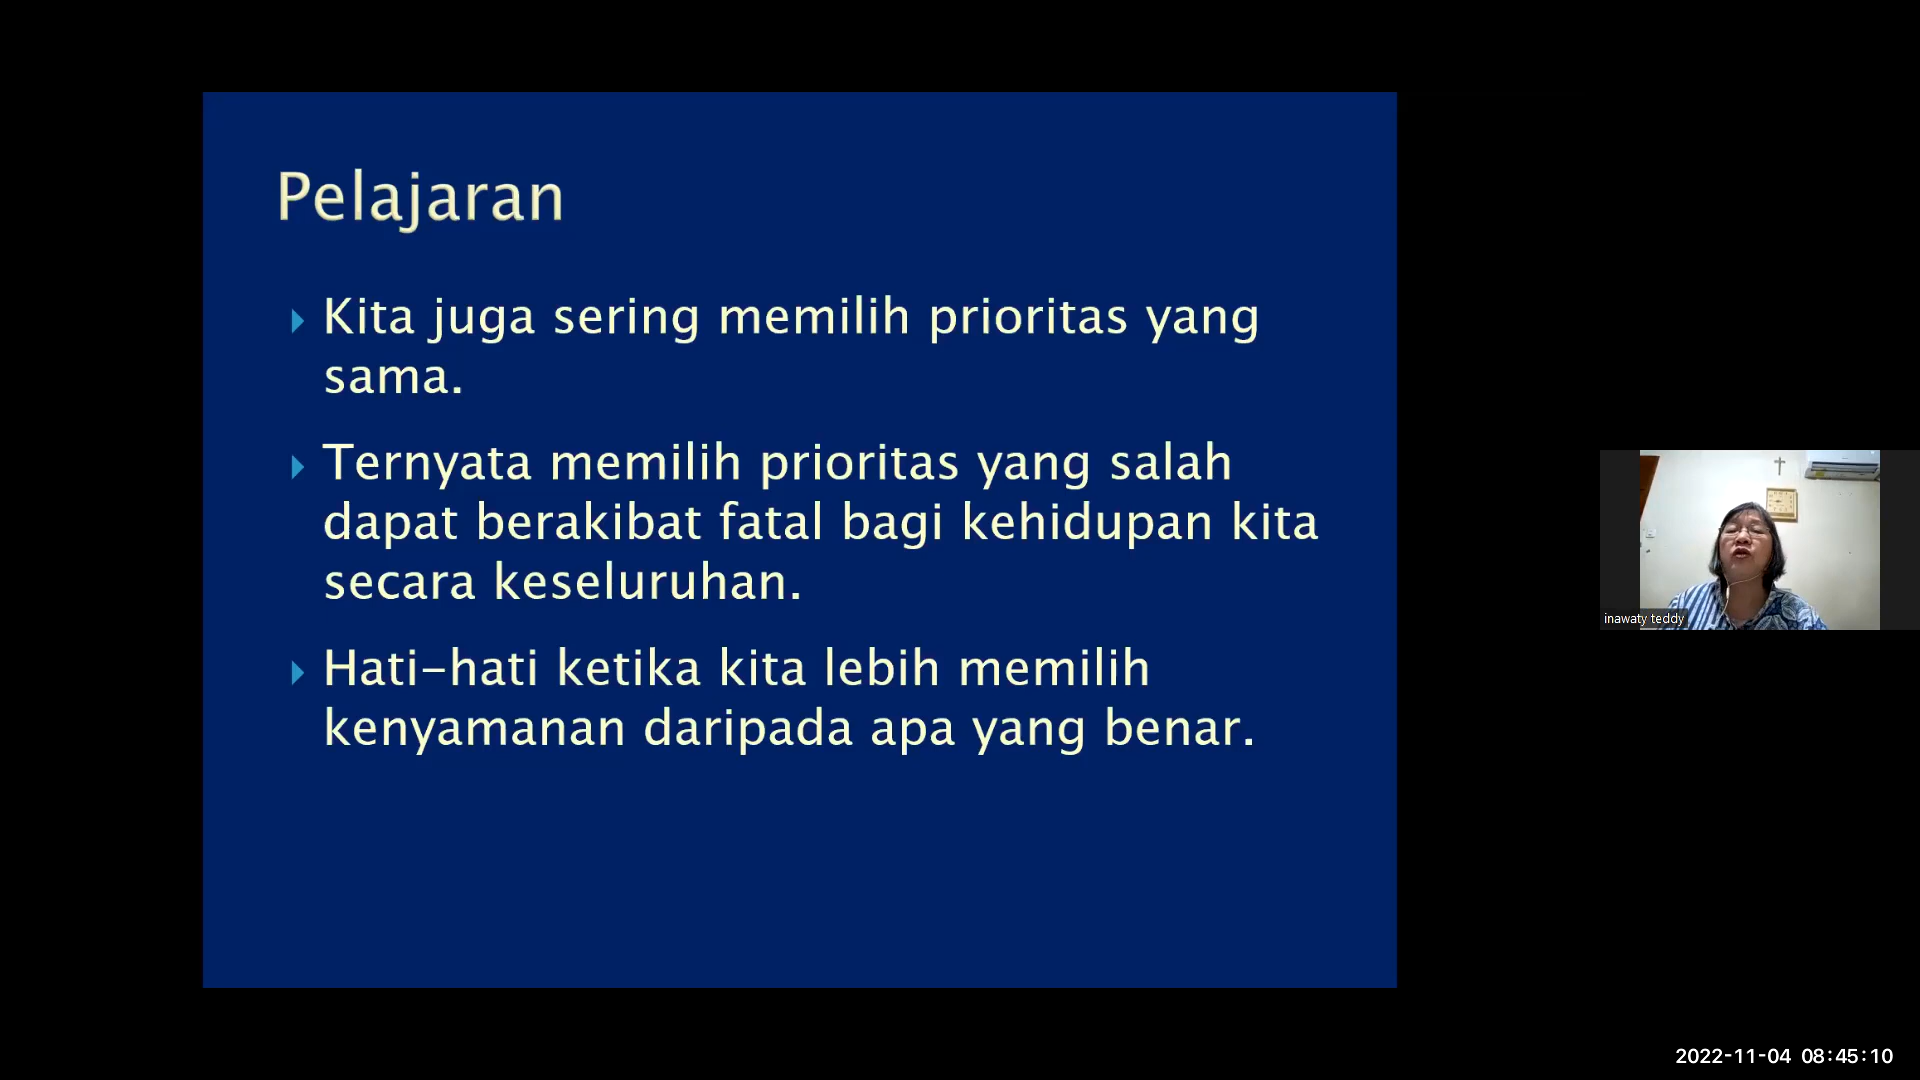 Pelajaran
Kita juga sering memilih prioritas yang
sama.
Ternyata memilih prioritas yang salah
dapat berakibat fatal bagi kehidupan kita
secara keseluruhan.
Hati-hati ketika kita lebih memilih
kenyamanan daripada apa yang benar.
inawaty teddy
2022-11-04 08:45:10